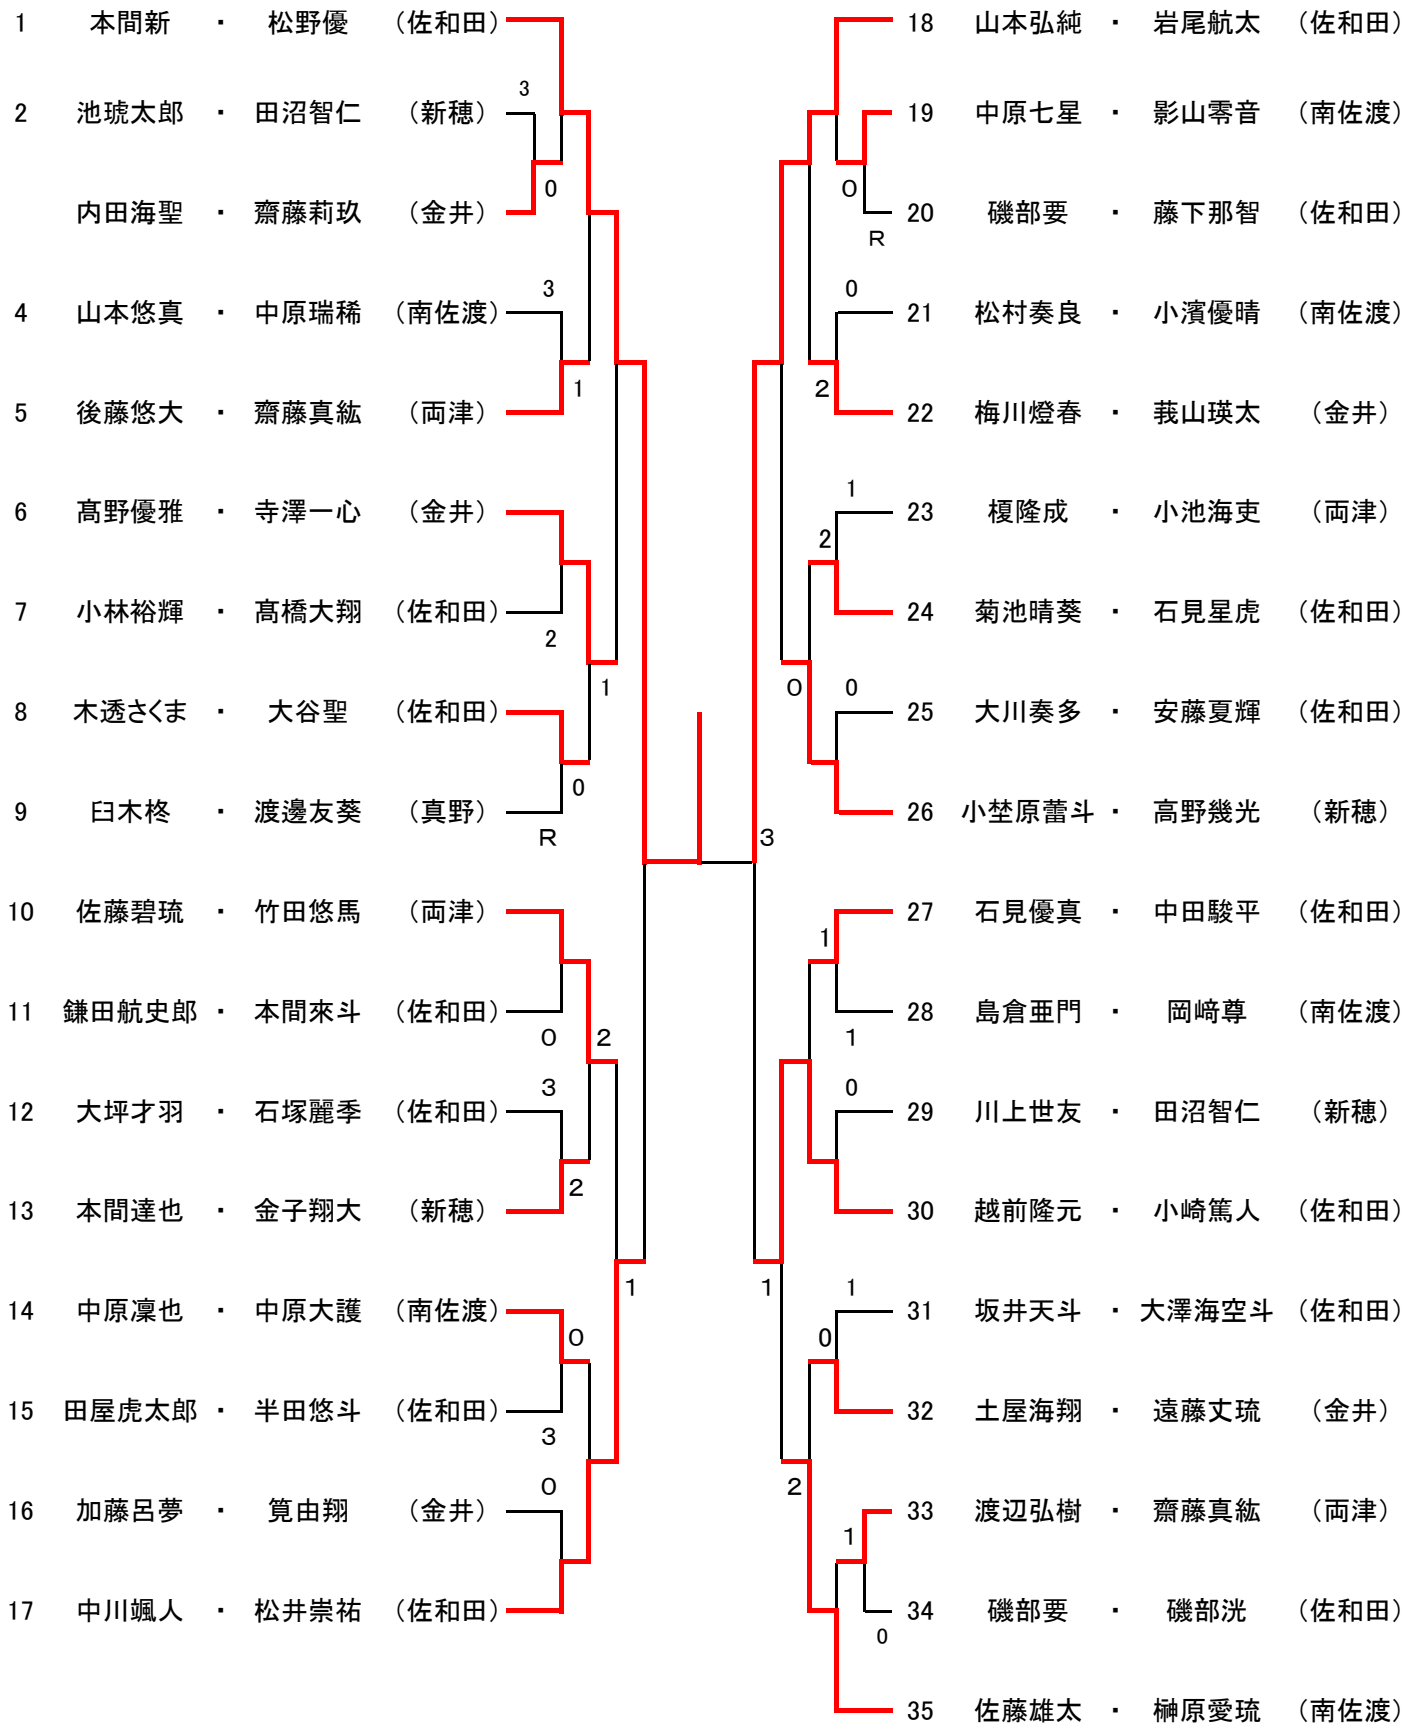 1 本間新 ・ 松野優 (佐和田)
3
2 池琥太郎 ・ 田沼智仁 (新穂)
0
内田海聖 ・ 齋藤莉玖 (金井)
3
4 山本悠真 ・ 中原瑞稀 (南佐渡)
1
5 後藤悠大 ・ 齋藤真紘 (両津)
6 髙野優雅 ・ 寺澤一心 (金井)
7 小林裕輝 ・ 髙橋大翔 (佐和田)
2
1
8 木透さくま ・ 大谷聖 (佐和田)
0
9 臼木柊 ・ 渡邊友葵 (真野)
R
10 佐藤碧琉 ・ 竹田悠馬 (両津)
11 鎌田航史郎 ・ 本間來斗 (佐和田)
0 2
3
12 大坪才羽 ・ 石塚麗季 (佐和田)
2
13 本間達也 ・ 金子翔大 (新穂)
1
14 中原凜也 ・ 中原大護 (南佐渡)
0
15 田屋虎太郎 ・ 半田悠斗 (佐和田)
3
0
16 加藤呂夢 ・ 筧由翔 (金井)
17 中川颯人 ・ 松井崇祐 (佐和田)
18 山本弘純 ・ 岩尾航太 (佐和田)
19 中原七星 ・ 影山零音 (南佐渡)
0
20 磯部要 ・ 藤下那智 (佐和田)
R
0
21 松村奏良 ・ 小濱優晴 (南佐渡)
2
22 梅川燈春 ・ 莪山瑛太 (金井)
1
23 榎隆成 ・ 小池海吏 (両津)
2
24 菊池晴葵 ・ 石見星虎 (佐和田)
0 0
25 大川奏多 ・ 安藤夏輝 (佐和田)
26 小埜原蕾斗 ・ 高野幾光 (新穂)
3
27 石見優真 ・ 中田駿平 (佐和田)
1
28 島倉亜門 ・ 岡﨑尊 (南佐渡)
1
0
29 川上世友 ・ 田沼智仁 (新穂)
30 越前隆元 ・ 小崎篤人 (佐和田)
1 1
31 坂井天斗 ・ 大澤海空斗 (佐和田)
0
32 土屋海翔 ・ 遠藤丈琉 (金井)
2
33 渡辺弘樹 ・ 齋藤真紘 (両津)
1
34 磯部要 ・ 磯部洸 (佐和田)
0
35 佐藤雄太 ・ 榊原愛琉 (南佐渡)